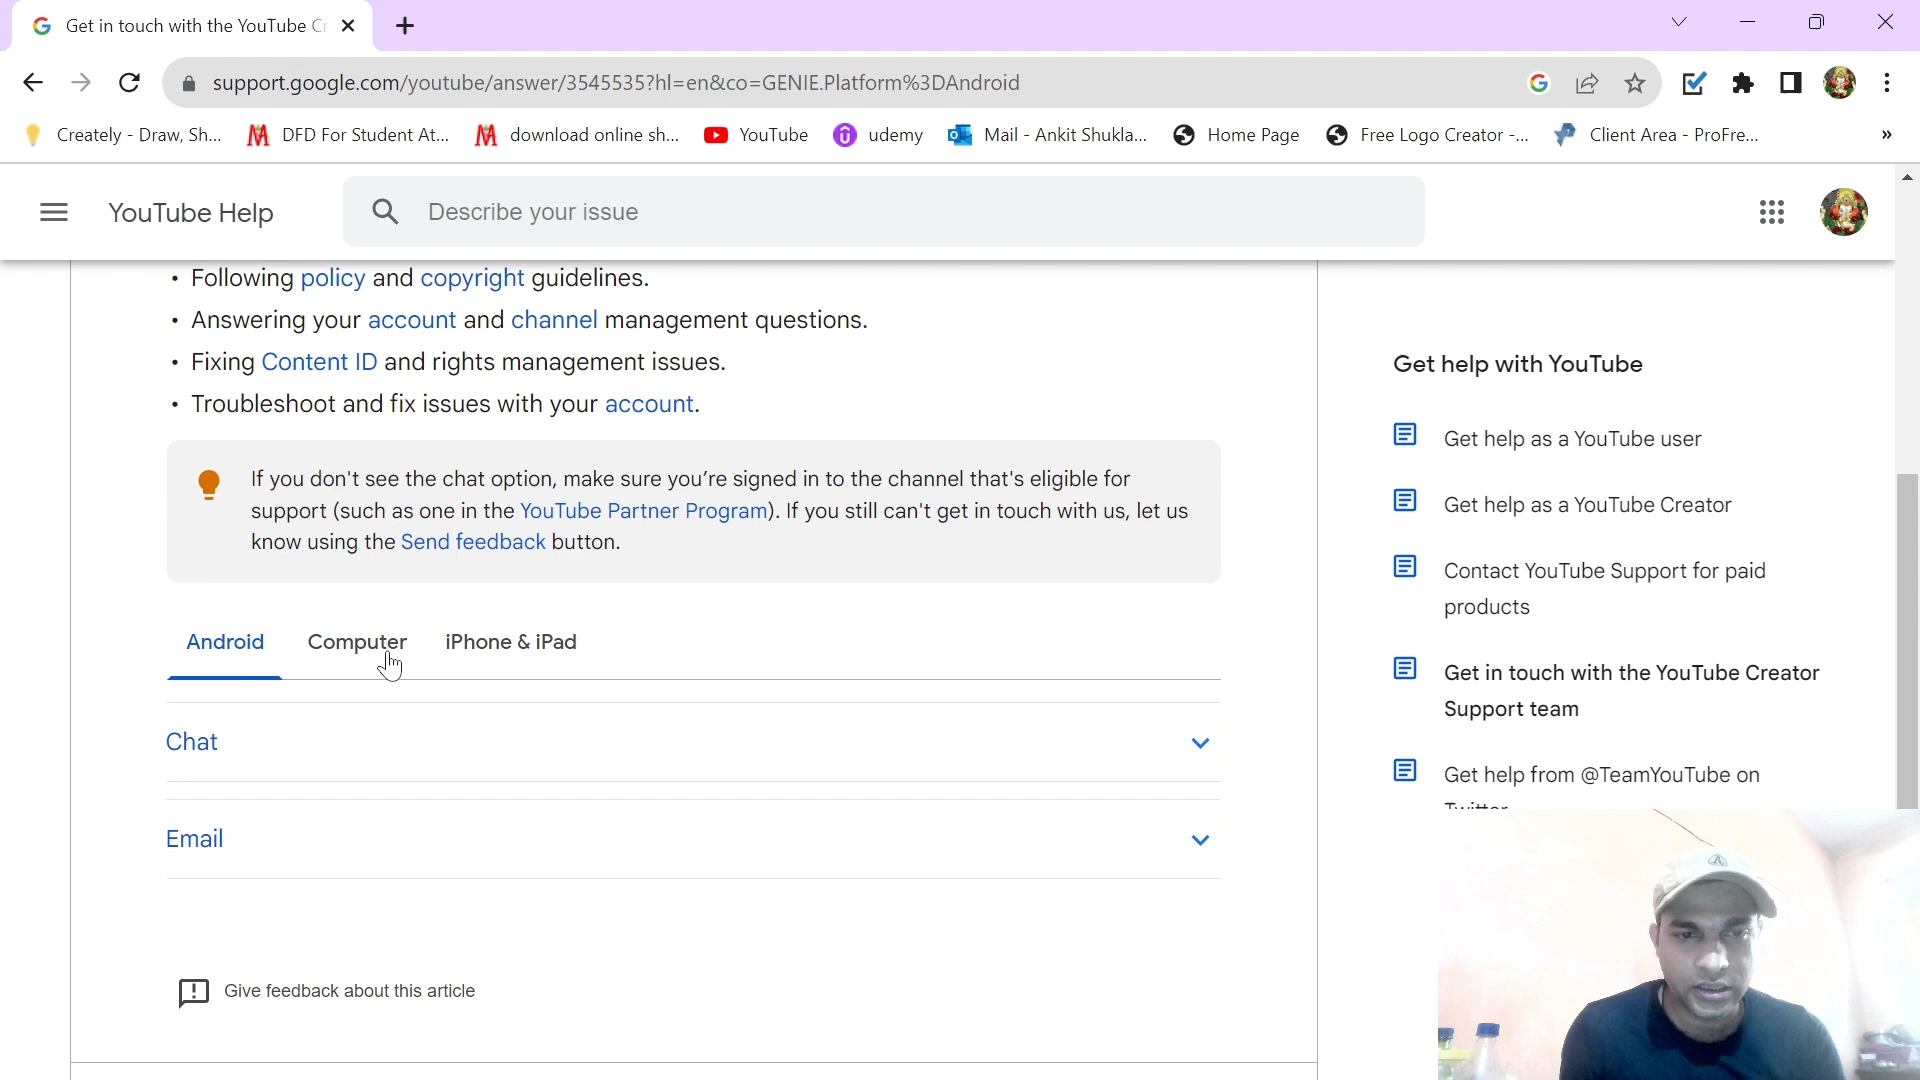 Get in touch with the YouTube Cr
support.google.com/youtube/answer/3545535?hl=en&co=GENIE.Platform%3DAndroid
Creately - Draw, Sh... DFD For Student At... download online sh... YouTube udemy Mail - Ankit Shukla... Home Page Free Logo Creator -... Client Area - ProFre... »
YouTube Help
Describe your issue
• Following policy and copyright guidelines.
• Answering your account and channel management questions.
• Fixing Content ID and rights management issues.
• Troubleshoot and fix issues with your account.
If you don't see the chat option, make sure you're signed in to the channel that's eligible for
support (such as one in the YouTube Partner Program). If you still can't get in touch with us, let us
know using the Send feedback button.
Android Computer iPhone & iPad
Chat
Email
Give feedback about this article
Get help with YouTube
Get help as a YouTube user
Get help as a YouTube Creator
Contact YouTube Support for paid
products
Get in touch with the YouTube Creator
Support team
Get help from @TeamYouTube on
Twitter